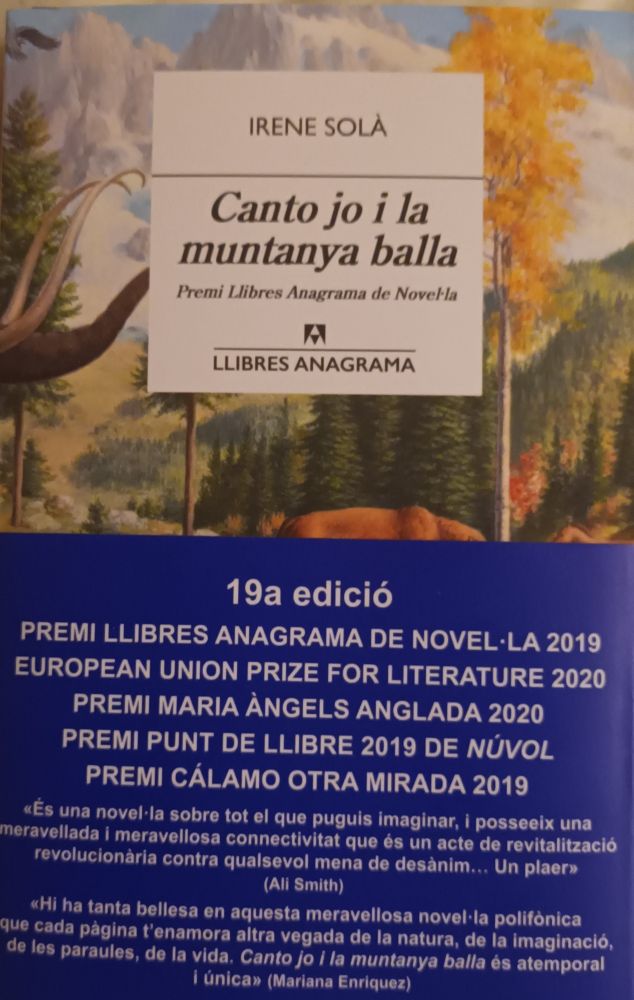 IRENE SOLÀ
Canto jo i la
muntanya balla
Premi Llibres Anagrama de Novel·la
LLIBRES ANAGRAMA
19a edició
PREMI LLIBRES ANAGRAMA DE NOVEL·LA 2019
EUROPEAN UNION PRIZE FOR LITERATURE 2020
PREMI MARIA ÀNGELS ANGLADA 2020
PREMI PUNT DE LLIBRE 2019 DE NÚVOL
PREMI CÁLAMO OTRA MIRADA 2019
«És una novel·la sobre tot el que puguis imaginar, i posseeix una
meravellada i meravellosa connectivitat que és un acte de revitalització
revolucionària contra qualsevol mena de desànim… Un plaer»
(Ali Smith)
«Hi ha tanta bellesa en aquesta meravellosa novel·la polifònica
que cada pàgina t'enamora altra vegada de la natura, de la imaginació,
de les paraules, de la vida. Canto jo i la muntanya balla és atemporal
i única» (Mariana Enriquez)